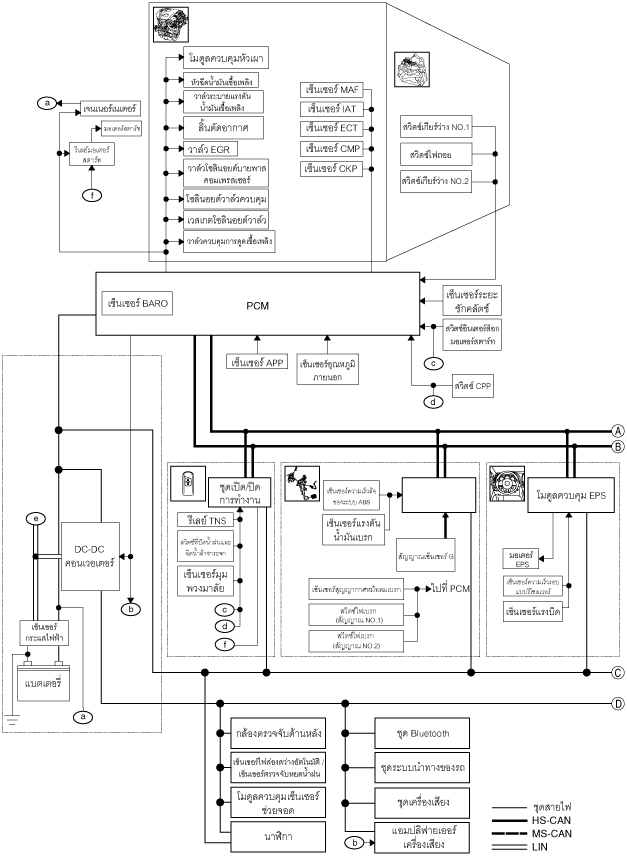 โมดูลควบคุมหัวเผา
หัวฉีดน้ำมันเชื้อเพลิง
วาล์วระบายแรงดัน
น้ำมันเชื้อเพลิง
ลิ้นตัดอากาศ
วาล์ว EGR
วาล์วโซลินอยด์บายพาส
คอมเพรสเซอร์
โซลินอยด์วาล์วควบคุม
เวสเกตโซลินอยด์วาล์ว
วาล์วควบคุมการดูดเชื้อเพลิง
เซ็นเซอร์ MAF
เซ็นเซอร์ IAT
เซ็นเซอร์ ECT
เซ็นเซอร์ CMP
เซ็นเซอร์ CKP
สวิตช์เกียร์ว่าง NO.1
สวิตซ์ไฟถอย
สวิตช์เกียร์ว่าง NO.2
a
เจนเนอร์เนเตอร์
มอเตอร์สตาร์ท
รีเลย์มอเตอร์
สตาร์ท
f
เซ็นเซอร์ BARO
PCM
เซ็นเซอร์ระยะ
ชักคลัตช์
สวิตช์อินเตอร์ล็อก
มอเตอร์สตาร์ท
c
เซ็นเซอร์ APP
เซ็นเซอร์อุณหภูมิ
ภายนอก
สวิตช์ CPP
d
A
B
ชุดเปิด/ปิด
การทำงาน
รีเลย์ TNS
สวิตช์ที่ปัดน้ำฝนและ
ฉีดน้ำล้างกระจก
เซ็นเซอร์มุม
พวงมาลัย
c
d
f
เซ็นเซอร์ความเร็วล้อ
ของระบบ ABS
เซ็นเซอร์แรงดัน
น้ำมันเบรก
สัญญาณเซ็นเซอร์ G
เซ็นเซอร์สุญญากาศหม้อลมเบรก
สวิตช์ไฟเบรก
(สัญญาณ NO.1)
สวิตช์ไฟเบรก
(สัญญาณ NO.2)
ไปที่ PCM
โมดูลควบคุม EPS
มอเตอร์
EPS
เซ็นเซอร์ความเร็วรอบ
แบบรีโซลเวอร์
เซ็นเซอร์แรงบิด
e
DC-DC
คอนเวอเตอร์
b
เซ็นเซอร์
กระแสไฟฟ้า
แบตเตอรี่
a
C
D
กล้องตรวจจับด้านหลัง
เซ็นเซอร์ไฟส่องสว่างอัตโนมัติ /
เซ็นเซอร์ตรวจจับหยดน้ำฝน
โมดูลควบคุมเซ็นเซอร์
ช่วยจอด
นาฬิกา
ชุด Bluetooth
ชุดระบบนำทางของรถ
ชุดเครื่องเสียง
b
แอมปลิฟายเออร์
เครื่องเสียง
ชุดสายไฟ
HS-CAN
MS-CAN
LIN